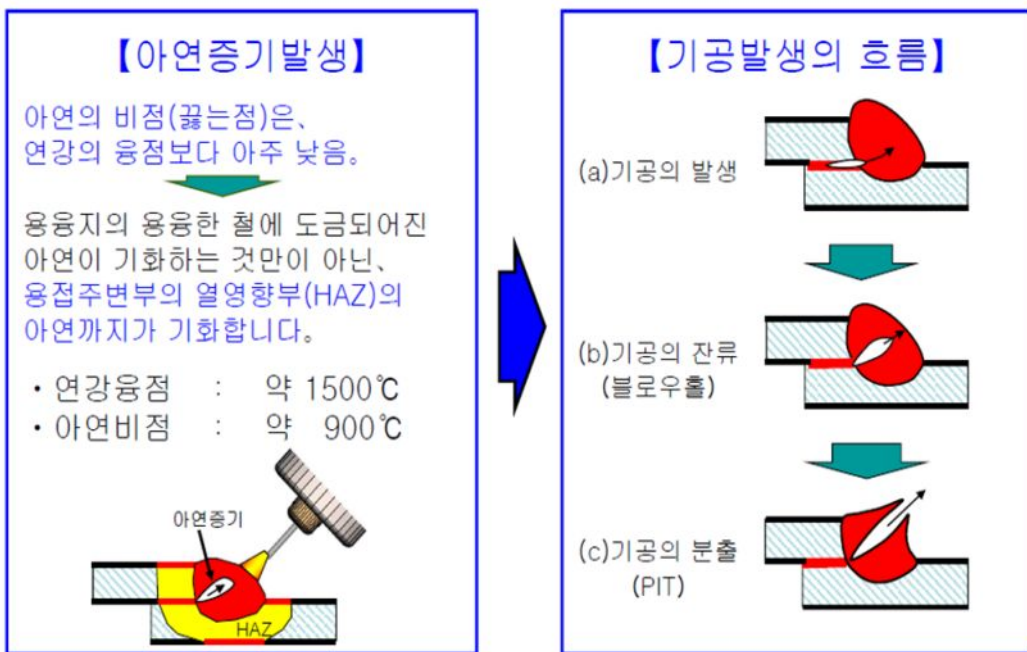 【아연증기발생】
아연의 비점(끓는점)은、
연강의 융점보다 아주 낮음。
용융지의 용융한 철에 도금되어진
아연이 기화하는 것만이 아닌、
용접주변부의 열영향부(HAZ)의
아연까지가 기화합니다。
・연강융점 : 약 1500℃
・아연비점 : 약 900℃
아연증기
HAZ
【기공발생의 흐름】
(a)기공의 발생
(b)기공의 잔류
(블로우홀)
(c)기공의 분출
(PIT)